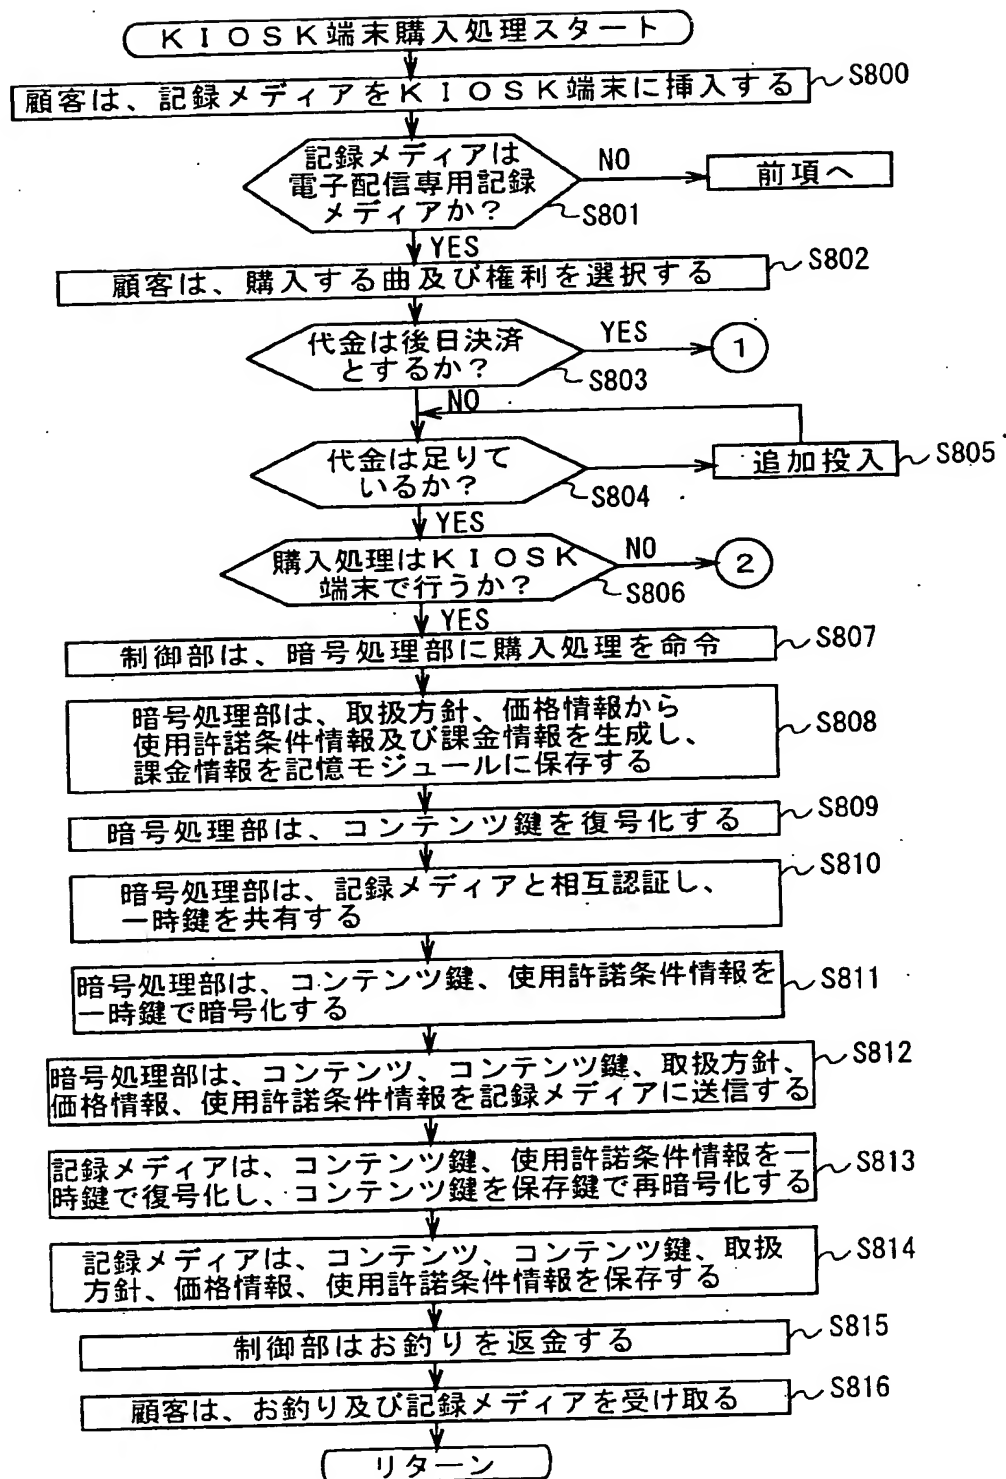 KIOSK端末購入処理スタート
顧客は、記録メディアをKIOSK端末に挿入する
S800
記録メディアは
電子配信専用記録
メディアか？
NO
前項へ
S801
YES
顧客は、購入する曲及び権利を選択する
S802
代金は後日決済
とするか？
YES
1
S803
NO
代金は足りて
いるか？
S804
追加投入
S805
YES
購入処理はKIOSK
端末で行うか？
NO
2
S806
YES
制御部は、暗号処理部に購入処理を命令
S807
暗号処理部は、取扱方針、価格情報から
使用許諾条件情報及び課金情報を生成し、
課金情報を記憶モジュールに保存する
S808
暗号処理部は、コンテンツ鍵を復号化する
S809
暗号処理部は、記録メディアと相互認証し、
一時鍵を共有する
S810
暗号処理部は、コンテンツ鍵、使用許諾条件情報を
一時鍵で暗号化する
S811
暗号処理部は、コンテンツ、コンテンツ鍵、取扱方針、
価格情報、使用許諾条件情報を記録メディアに送信する
S812
記録メディアは、コンテンツ鍵、使用許諾条件情報を一
時鍵で復号化し、コンテンツ鍵を保存鍵で再暗号化する
S813
記録メディアは、コンテンツ、コンテンツ鍵、取扱
方針、価格情報、使用許諾条件情報を保存する
S814
制御部はお釣りを返金する
S815
顧客は、お釣り及び記録メディアを受け取る
S816
リターン